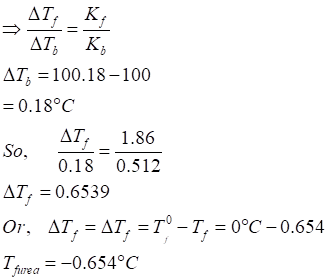 ⇒ ΔT_f / ΔT_b = K_f / K_b
ΔT_b = 100.18 − 100
= 0.18°C
So, ΔT_f / 0.18 = 1.86 / 0.512
ΔT_f = 0.6539
Or, ΔT_f = ΔT_f = T_f^0 − T_f = 0°C − 0.654
T_furea = −0.654°C